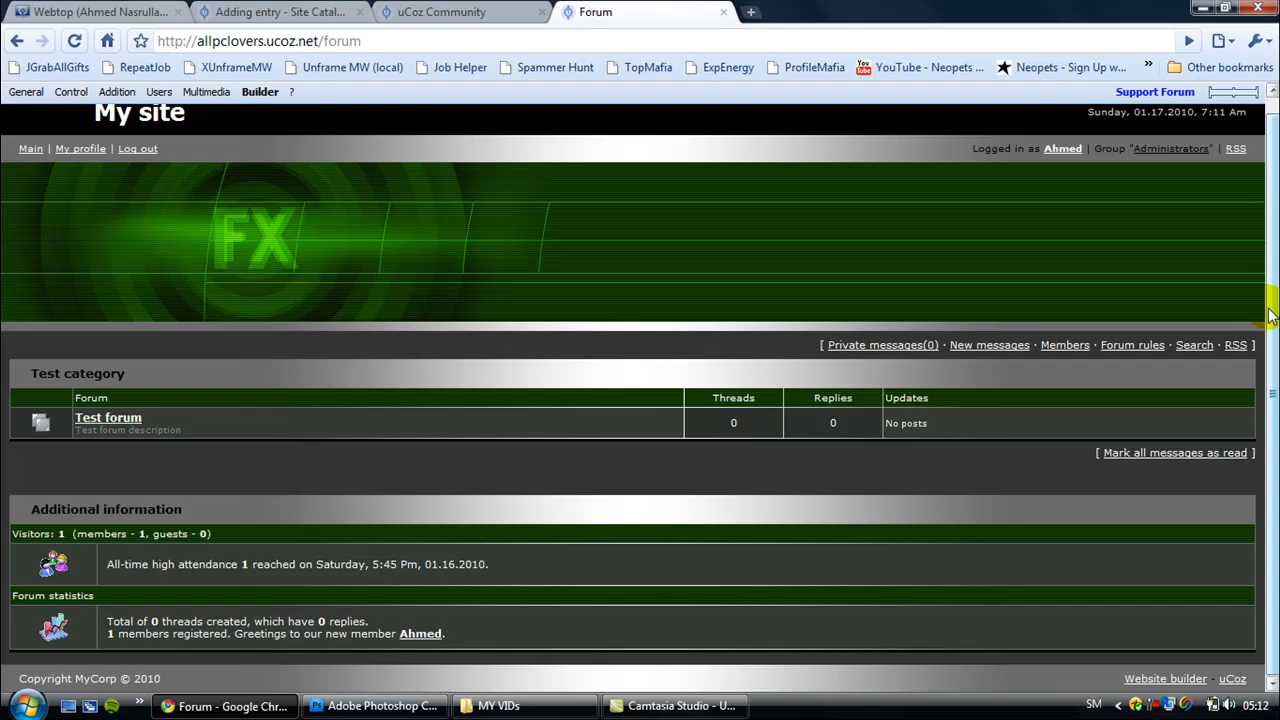 Webtop (Ahmed Nasrulla...
Adding entry - Site Catal...
uCoz Community
Forum
http://allpclovers.ucoz.net/forum
JGrabAllGifts
RepeatJob
XUnframeMW
Unframe MW (local)
Job Helper
Spammer Hunt
TopMafia
ExpEnergy
ProfileMafia
YouTube - Neopets ...
Neopets - Sign Up w...
»
Other bookmarks
General Control Addition Users Multimedia Builder ?
Support Forum
My site
Sunday, 01.17.2010, 7:11 Am
Main | My profile | Log out
Logged in as Ahmed | Group "Administrators" | RSS
FX
[ Private messages(0) · New messages · Members · Forum rules · Search · RSS ]
Test category
Forum Threads Replies Updates
Test forum 0 0 No posts
Test forum description
[ Mark all messages as read ]
Additional information
Visitors: 1 (members - 1, guests - 0)
All-time high attendance 1 reached on Saturday, 5:45 Pm, 01.16.2010.
Forum statistics
Total of 0 threads created, which have 0 replies.
1 members registered. Greetings to our new member Ahmed.
Copyright MyCorp © 2010
Website builder - uCoz
»
Forum - Google Chr...
Adobe Photoshop C...
MY VIDs
Camtasia Studio - U...
SM
05:12